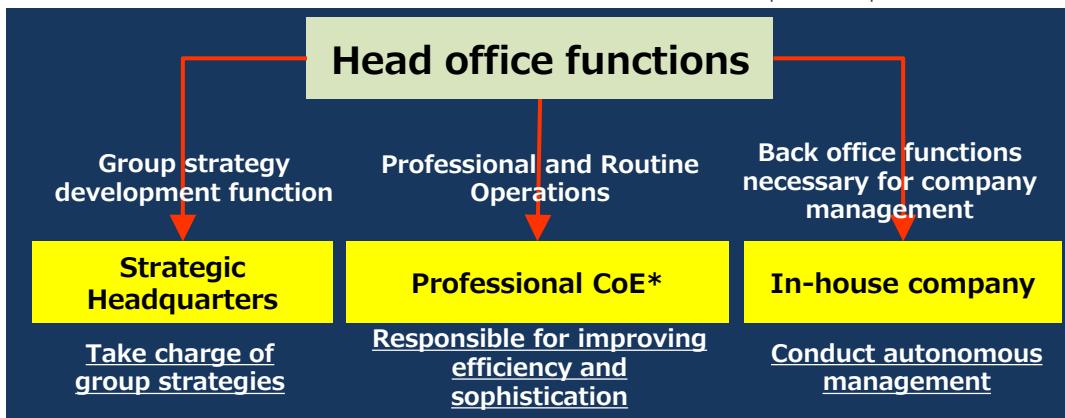 Head office functions
Group strategy
development function
Professional and Routine
Operations
Back office functions
necessary for company
management
Strategic
Headquarters
Professional CoE*
In-house company
Take charge of
group strategies
Responsible for improving
efficiency and
sophistication
Conduct autonomous
management